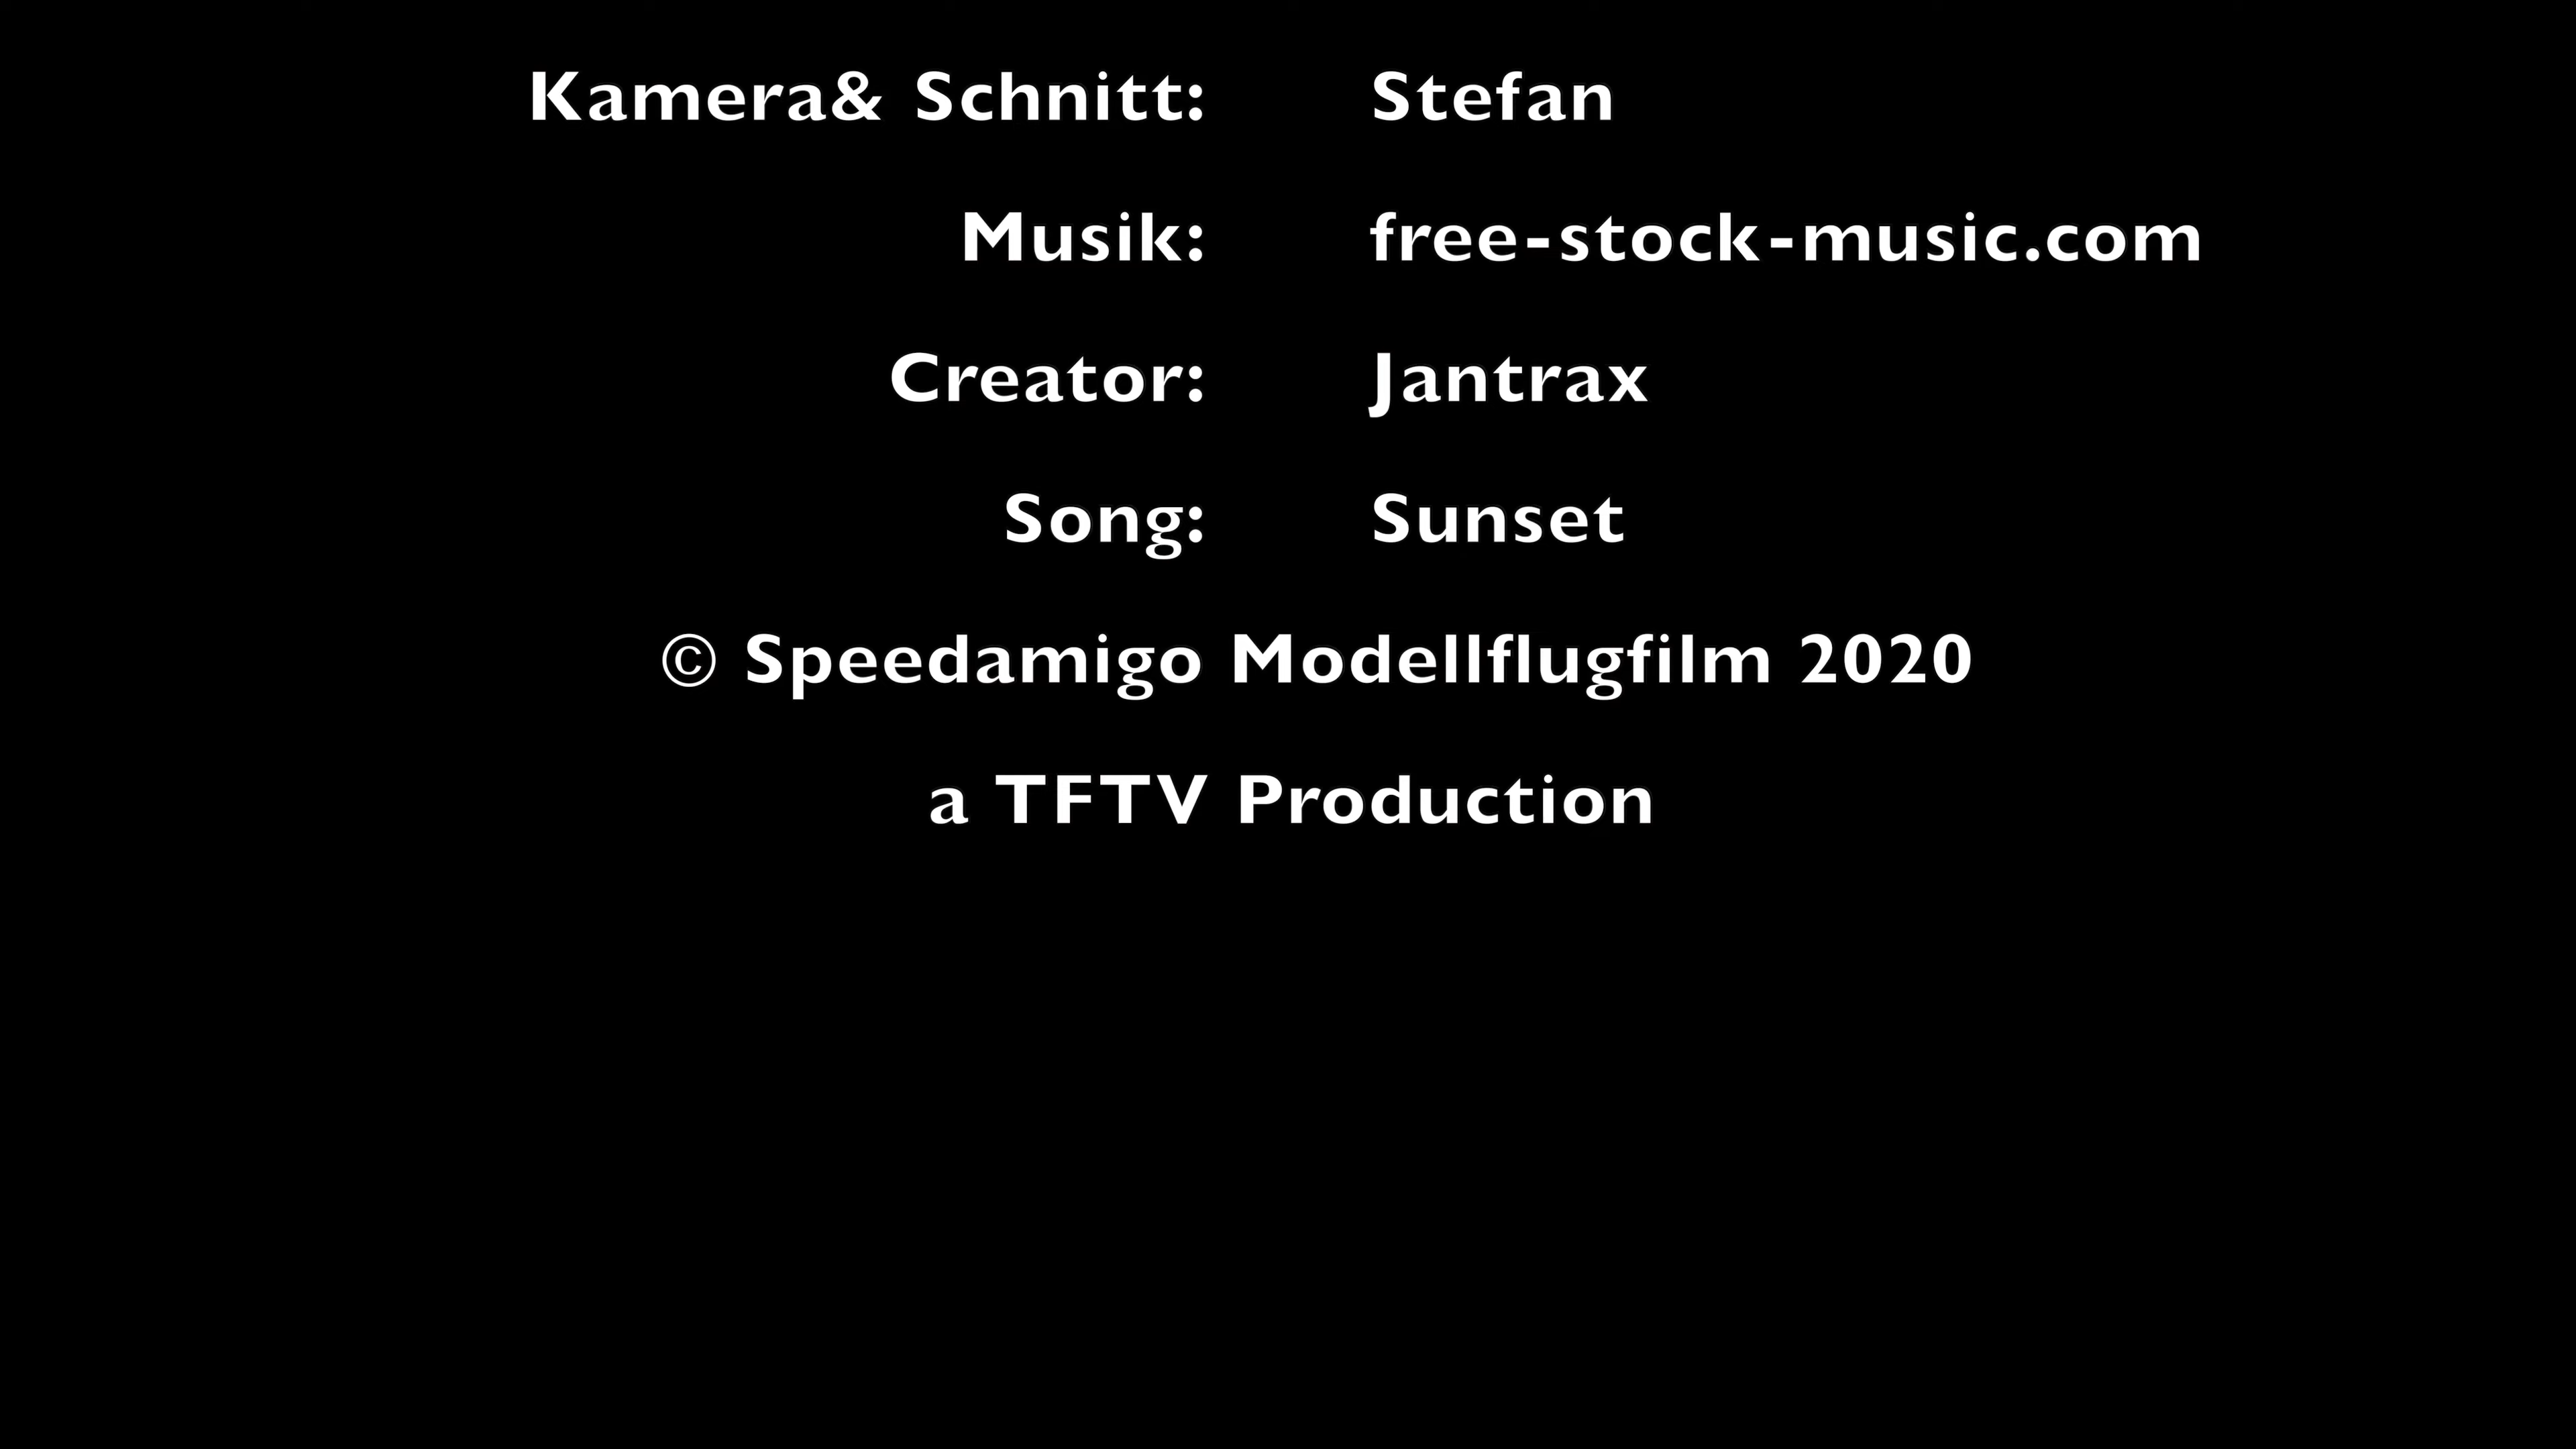 Kamera& Schnitt: Stefan
Musik: free-stock-music.com
Creator: Jantrax
Song: Sunset
© Speedamigo Modellflugfilm 2020
a TFTV Production